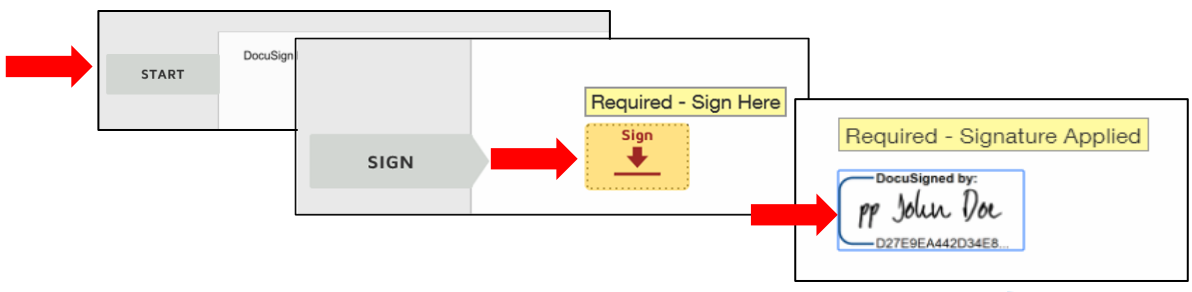 START
DocuSign
SIGN
Required - Sign Here
Sign
Required - Signature Applied
DocuSigned by:
pp John Doe
D27E9EA442D34E8...